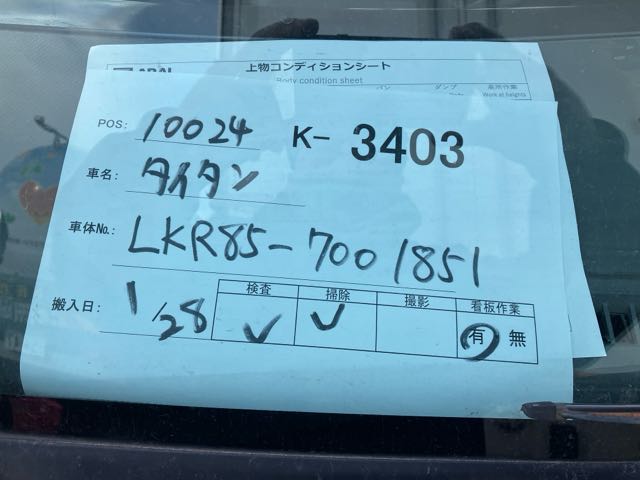 ARAI 上物コンディションシート
Body condition sheet
バン ダンプ 高所作業
Work at heights
POS: 10024 K- 3403
車名: タイタン
車体No.: LKR85-7001851
搬入日: 1/28
検査 掃除 撮影 看板作業
✓ ✓ 有 無